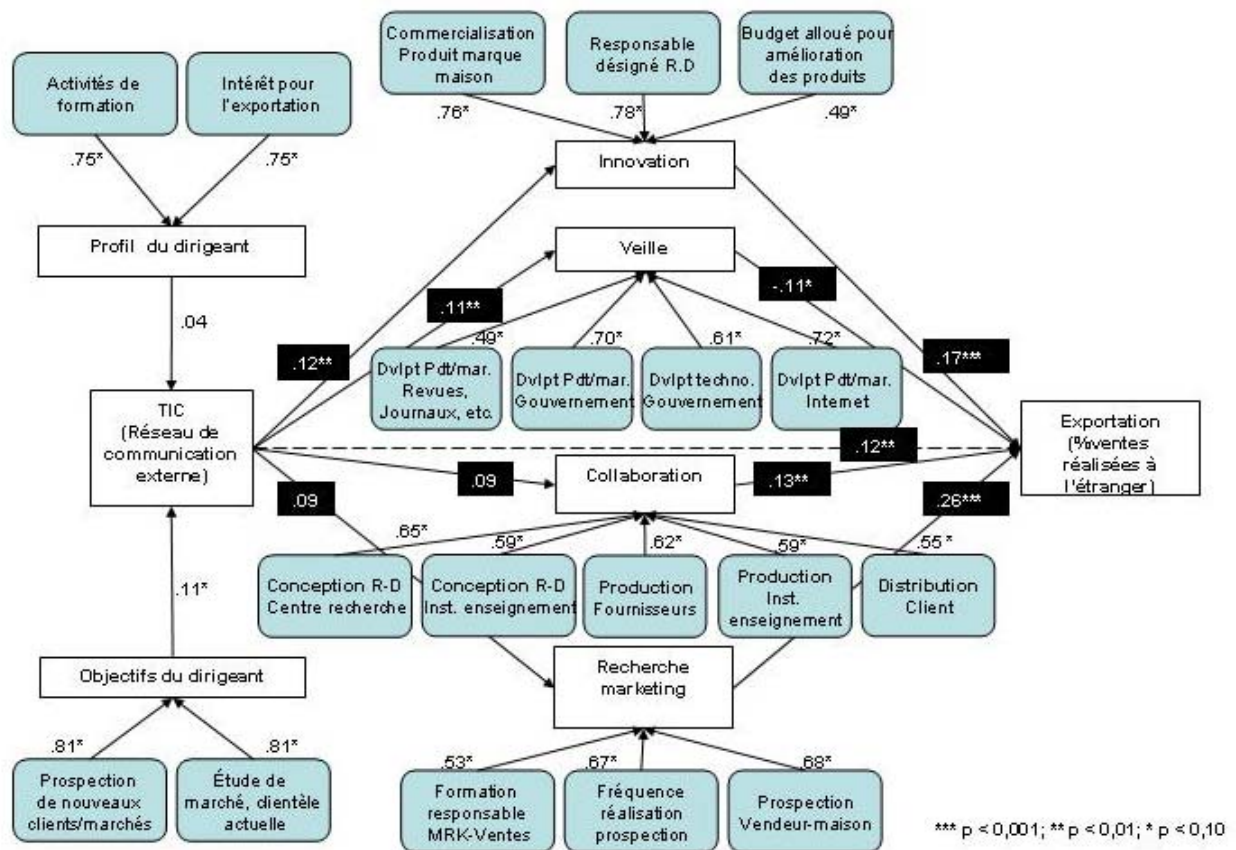 Commercialisation
Produit marque
maison
Responsable
désigné R.D
Budget alloué pour
amélioration
des produits
Activités de
formation
Intérêt pour
l'exportation
.76*
.78*
.49*
.75*
.75*
Innovation
Profil du dirigeant
Veille
.04
.11**
-.11*
.12**
.49*
.70*
.61*
.72*
.17***
Dvlpt Pdt/mar.
Revues,
Journaux, etc.
Dvlpt Pdt/mar.
Gouvernement
Dvlpt techno.
Gouvernement
Dvlpt Pdt/mar.
Internet
TIC
(Réseau de
communication
externe)
Exportation
(%ventes
réalisées à
l'étranger)
.12**
.09
Collaboration
.13**
.09
.26***
.65*
.59*
.62*
.59*
.55 *
Conception R-D
Centre recherche
Conception R-D
Inst. enseignement
Production
Fournisseurs
Production
Inst.
enseignement
Distribution
Client
.11*
Objectifs du dirigeant
Recherche
marketing
.81*
.81*
.53*
.67*
.68*
Prospection
de nouveaux
clients/marchés
Étude de
marché, clientèle
actuelle
Formation
responsable
MRK-Ventes
Fréquence
réalisation
prospection
Prospection
Vendeur-maison
*** p < 0,001; ** p < 0,01; * p < 0,10